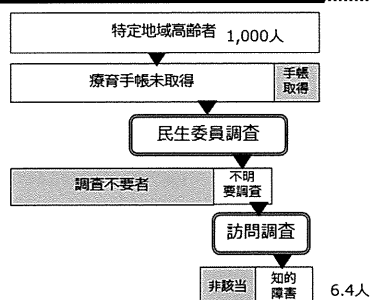 特定地域高齢者 1,000人
療育手帳未取得
手帳
取得
民生委員調査
調査不要者
不明
要調査
訪問調査
非該当
知的
障害
6.4人